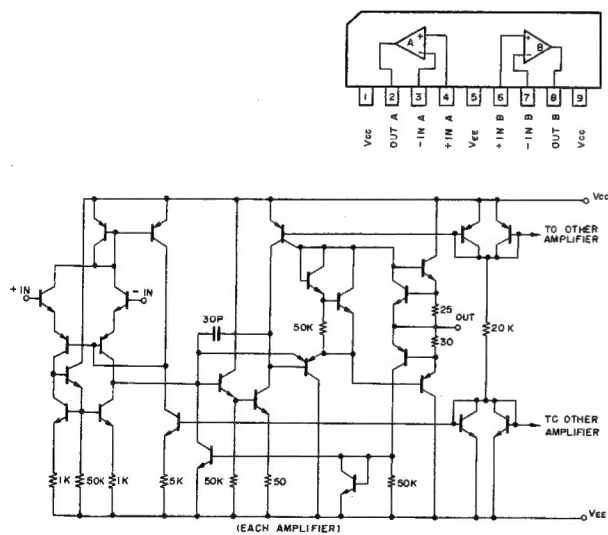 A
B
1 2 3 4 5 6 7 8 9
VCC
OUT A
-IN A
+IN A
VEE
+IN B
-IN B
OUT B
VCC
VCC
TO OTHER
AMPLIFIER
+IN
-IN
30P
25
OUT
50K
30
20K
TO OTHER
AMPLIFIER
1K
50K
1K
5K
50K
50
50K
VEE
(EACH AMPLIFIER)